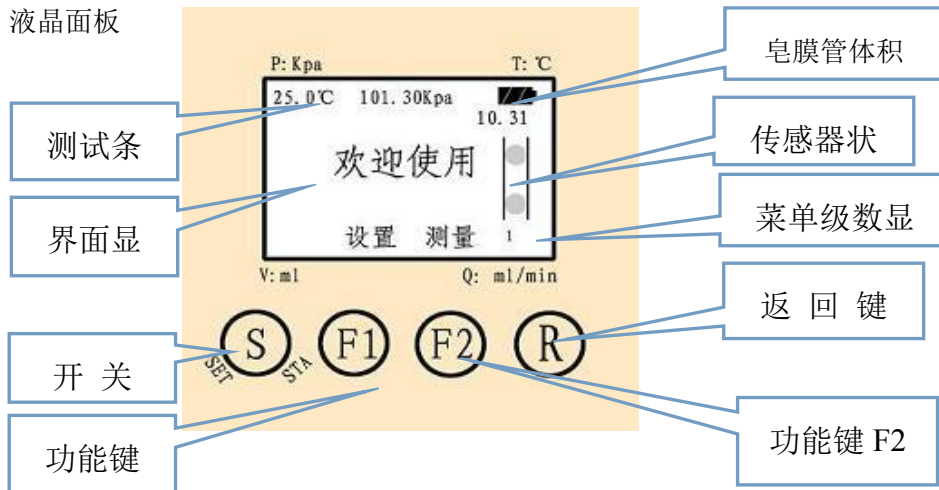 液晶面板
皂膜管体积
P: Kpa
T: ℃
25.0℃ 101.30Kpa
10.31
测试条
传感器状
欢迎使用
菜单级数显
界面显
设置 测量 1
V: ml
Q: ml/min
返 回 键
S F1 F2 R
SET STA
开 关
功能键
功能键 F2